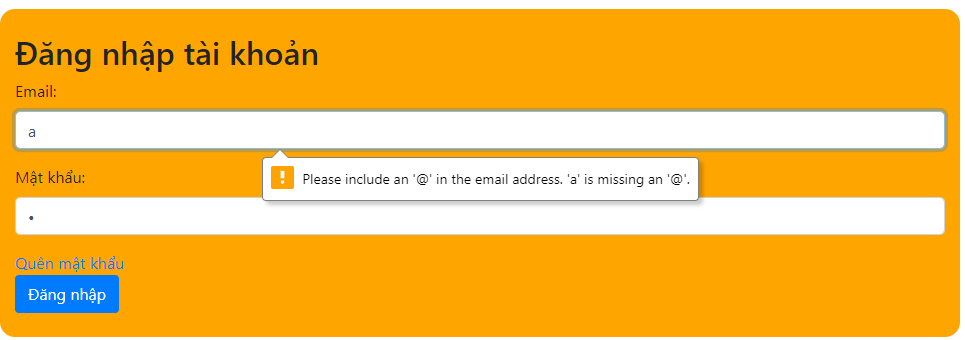 Đăng nhập tài khoản
Email:
a
Please include an '@' in the email address. 'a' is missing an '@'.
Mật khẩu:
•
Quên mật khẩu
Đăng nhập